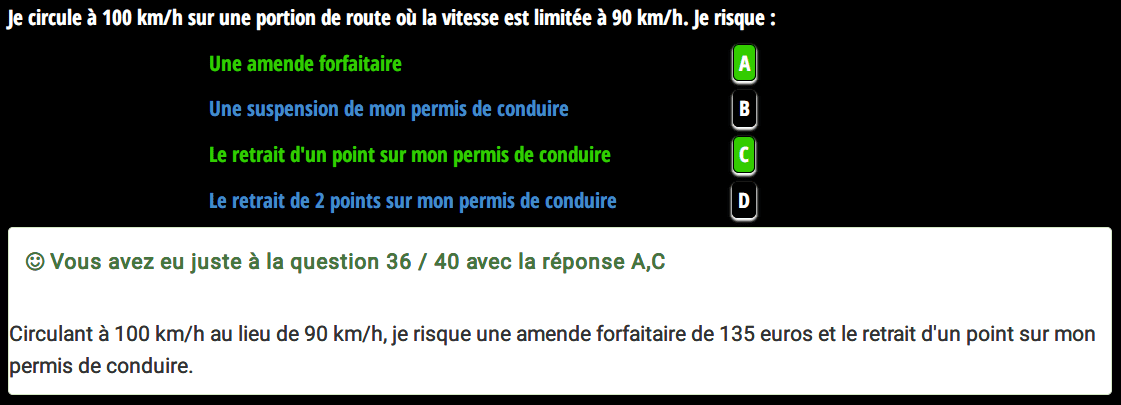 Je circule à 100 km/h sur une portion de route où la vitesse est limitée à 90 km/h. Je risque :
Une amende forfaitaire A
Une suspension de mon permis de conduire B
Le retrait d'un point sur mon permis de conduire C
Le retrait de 2 points sur mon permis de conduire D
☺ Vous avez eu juste à la question 36 / 40 avec la réponse A,C
Circulant à 100 km/h au lieu de 90 km/h, je risque une amende forfaitaire de 135 euros et le retrait d'un point sur mon
permis de conduire.